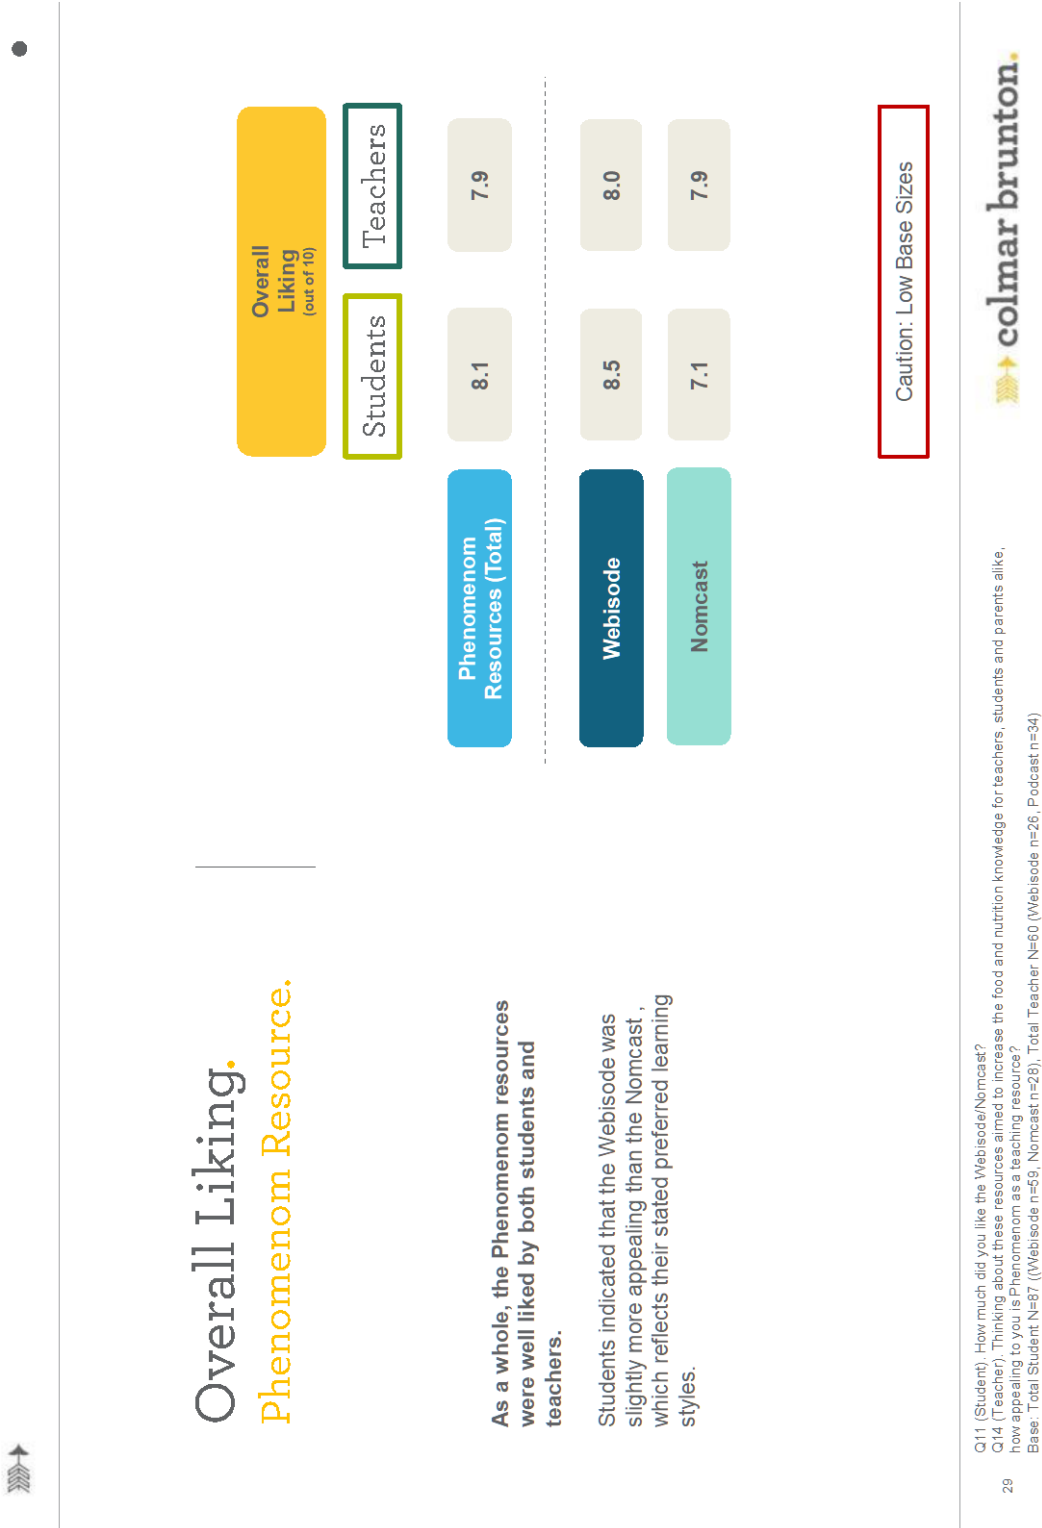 Overall Liking.
Phenomenom Resource.
As a whole, the Phenomenom resources
were well liked by both students and
teachers.
Students indicated that the Webisode was
slightly more appealing than the Nomcast ,
which reflects their stated preferred learning
styles.
Overall
Liking
(out of 10)
Students
Teachers
Phenomenom
Resources (Total)
8.1
7.9
Webisode
8.5
8.0
Nomcast
7.1
7.9
Caution: Low Base Sizes
Q11 (Student). How much did you like the Webisode/Nomcast?
Q14 (Teacher). Thinking about these resources aimed to increase the food and nutrition knowledge for teachers, students and parents alike,
how appealing to you is Phenomenom as a teaching resource?
Base: Total Student N=87 ((Webisode n=59, Nomcast n=28), Total Teacher N=60 (Webisode n=26, Podcast n=34)
29
colmar brunton.